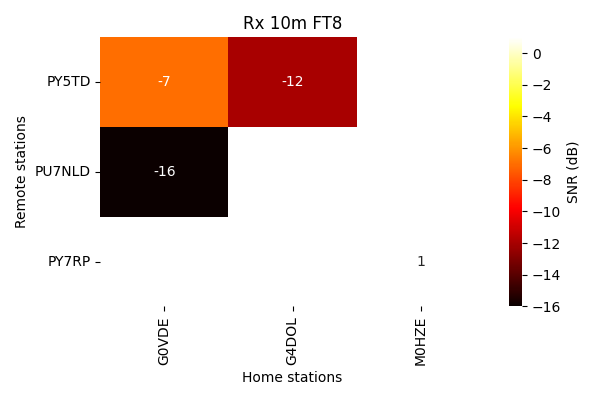 Rx 10m FT8
Remote stations
PY5TD
PU7NLD
PY7RP
-7
-12
-16
1
G0VDE
G4DOL
M0HZE
Home stations
0
−2
−4
−6
−8
−10
−12
−14
−16
SNR (dB)